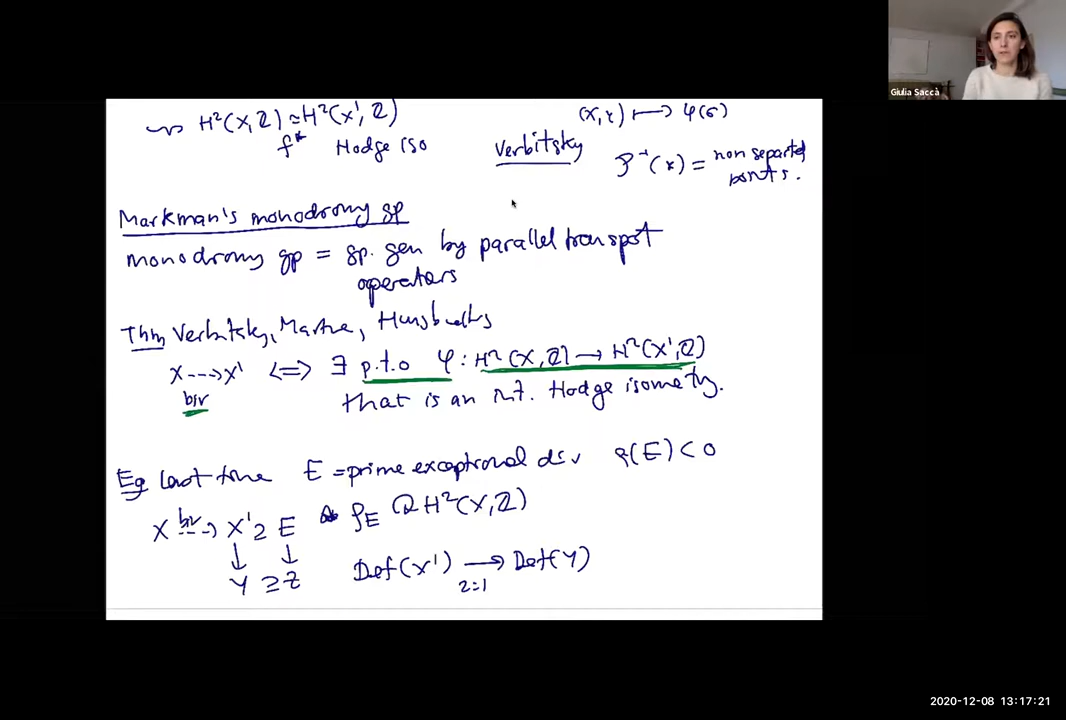 Giulia Saccà
⇝ H²(X,Z) ≃ H²(X',Z)
f* Hodge iso
(X,τ) ⟼ φ(σ)
Verbitsky
P⁻¹(x) = non separated
points.
Markman's monodromy gp
monodromy gp = gp. gen by parallel transport
operators
Thm Verbitsky, Huybrechts
X ⇢ X' ⟺ ∃ p.t.o φ : H²(X,Z) → H²(X',Z)
bir
that is an int. Hodge isometry.
Eg last time E = prime exceptional div q(E) < 0
X bir ⇢ X' ⊇ E ρ_E ↻ H²(X,Z)
↓ ↓ Def(X') → Def(Y)
Y ⊇ Z 2:1
2020-12-08 13:17:21